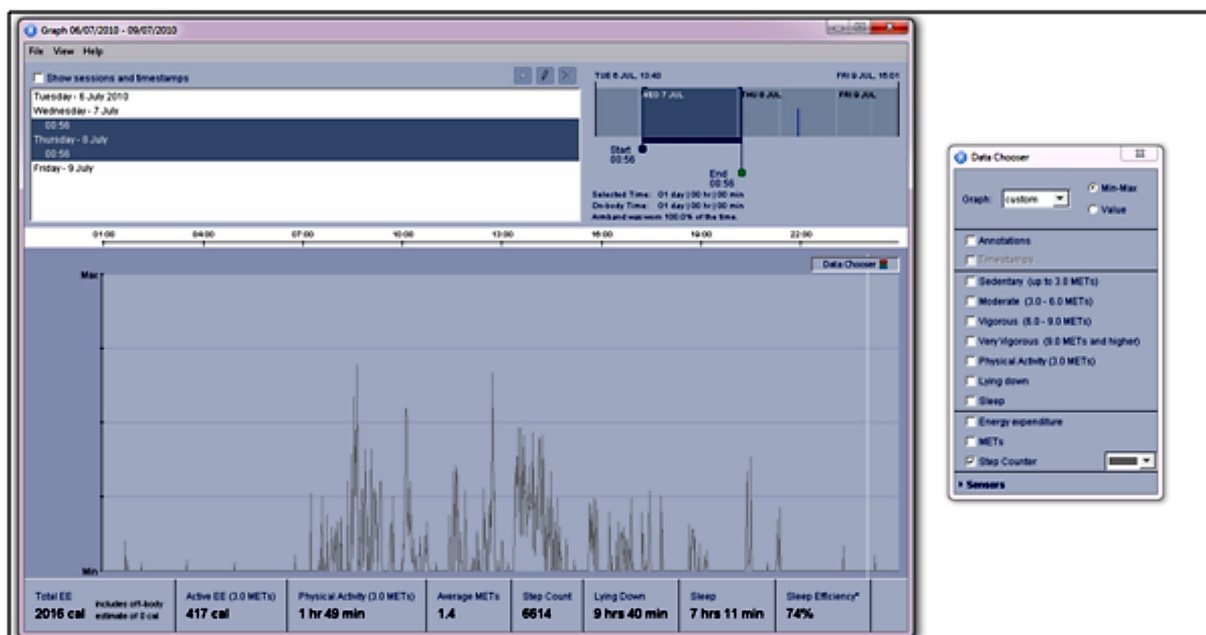 Graph 06/07/2010 - 09/07/2010
File View Help
Show sessions and timestamps
Tuesday - 6 July 2010
Wednesday - 7 July
00:56
Thursday - 8 July
00:56
Friday - 9 July
TUE 6 JUL, 13:40 FRI 9 JUL, 15:01
WED 7 JUL THU 8 JUL FRI 9 JUL
Start
00:56
End
00:56
Selected Time: 01 day | 00 hr | 00 min
On-body Time: 01 day | 00 hr | 00 min
Armband was worn 100.0% of the time.
01:00 04:00 07:00 10:00 13:00 16:00 19:00 22:00
Data Chooser
Max
Min
Total EE
2016 cal
includes off-body
estimate of 0 cal
Active EE (3.0 METs)
417 cal
Physical Activity (3.0 METs)
1 hr 49 min
Average METs
1.4
Step Count
6614
Lying Down
9 hrs 40 min
Sleep
7 hrs 11 min
Sleep Efficiency*
74%
Data Chooser
Graph: custom
Min-Max
Value
Annotations
Timestamps
Sedentary (up to 3.0 METs)
Moderate (3.0 - 6.0 METs)
Vigorous (6.0 - 9.0 METs)
Very Vigorous (9.0 METs and higher)
Physical Activity (3.0 METs)
Lying down
Sleep
Energy expenditure
METs
Step Counter
Sensors